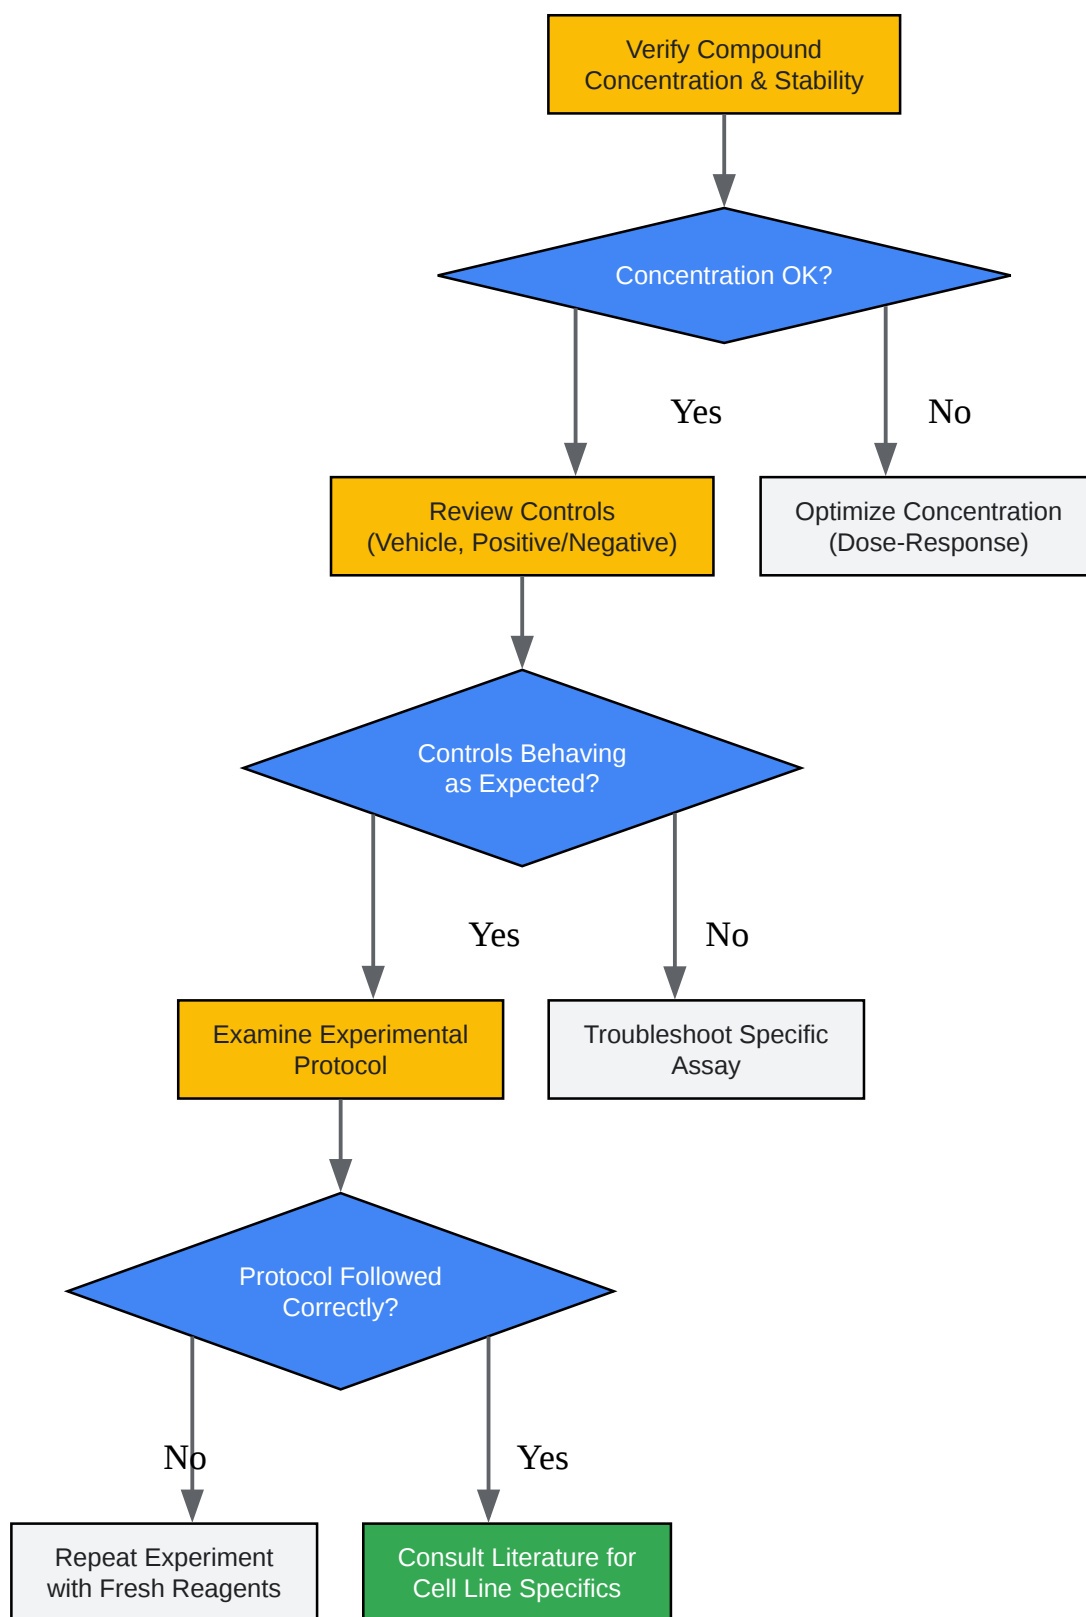 Verify Compound
Concentration & Stability
Concentration OK?
Yes
No
Review Controls
(Vehicle, Positive/Negative)
Optimize Concentration
(Dose-Response)
Controls Behaving
as Expected?
Yes
No
Examine Experimental
Protocol
Troubleshoot Specific
Assay
Protocol Followed
Correctly?
No
Yes
Repeat Experiment
with Fresh Reagents
Consult Literature for
Cell Line Specifics